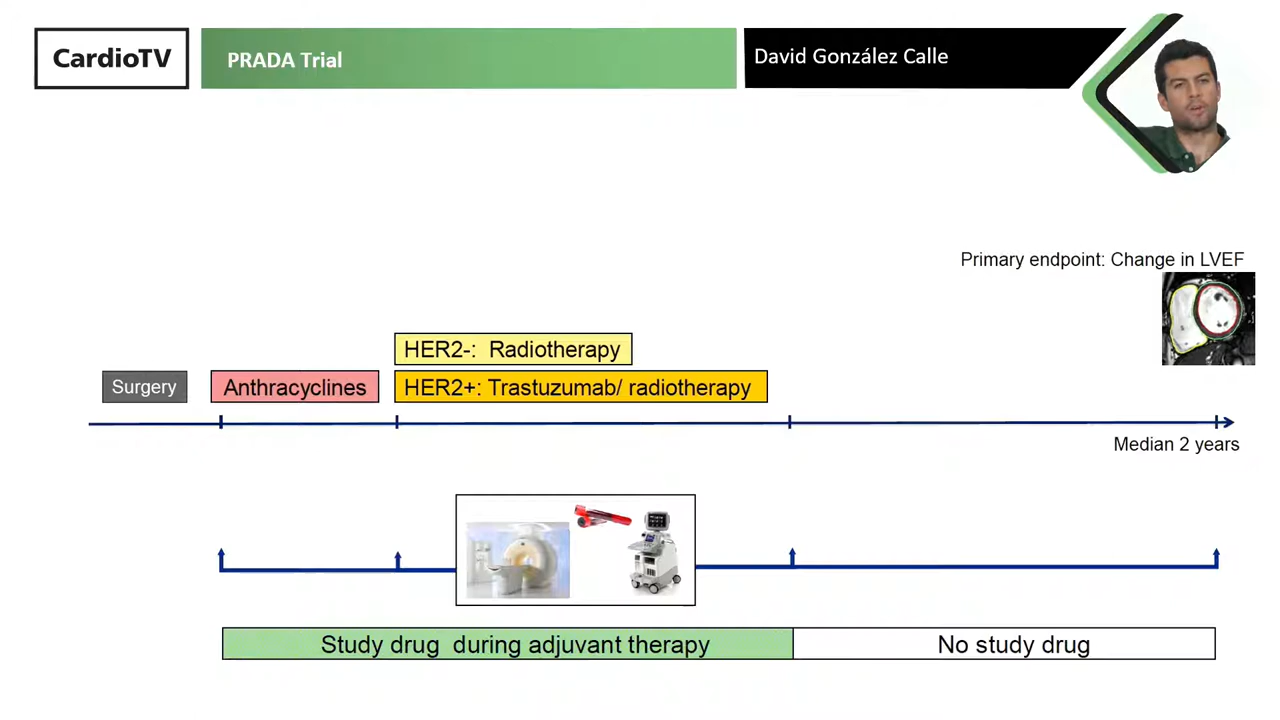 CardioTV
PRADA Trial
David González Calle
Primary endpoint: Change in LVEF
HER2-: Radiotherapy
Surgery
Anthracyclines
HER2+: Trastuzumab/ radiotherapy
Median 2 years
Study drug during adjuvant therapy
No study drug